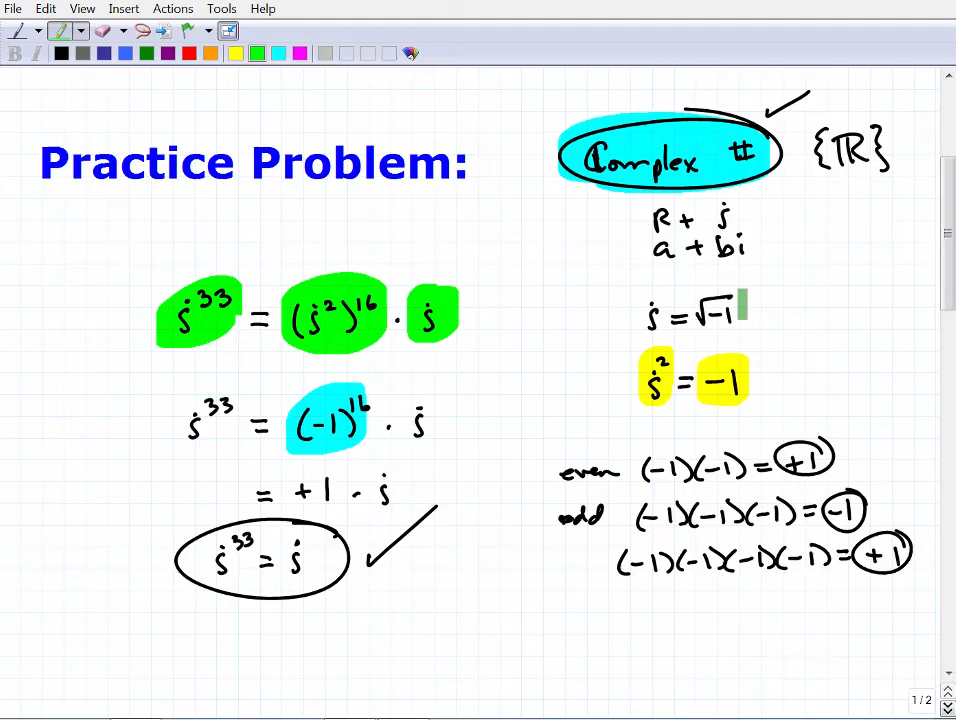 File Edit View Insert Actions Tools Help
B I
Practice Problem:
Complex # {ℝ}
R + i
a + bi
i = √-1
i² = -1
i³³ = (i²)¹⁶ · i
i³³ = (-1)¹⁶ · i
= +1 · i
i³³ = i
even (-1)(-1) = +1
odd (-1)(-1)(-1) = -1
(-1)(-1)(-1)(-1) = +1
1 / 2